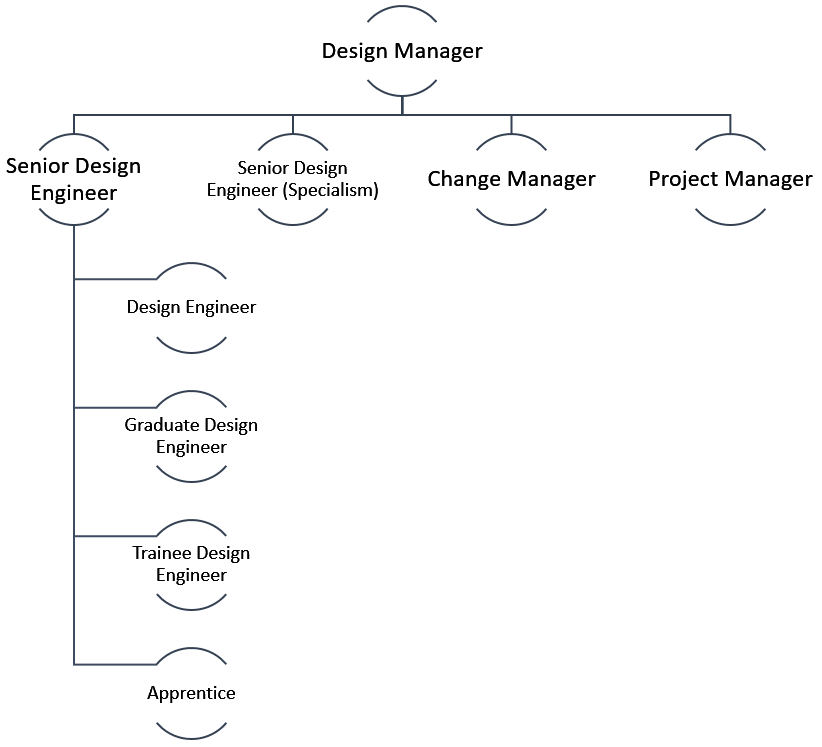 Design Manager
Senior Design
Engineer
Senior Design
Engineer (Specialism)
Change Manager
Project Manager
Design Engineer
Graduate Design
Engineer
Trainee Design
Engineer
Apprentice